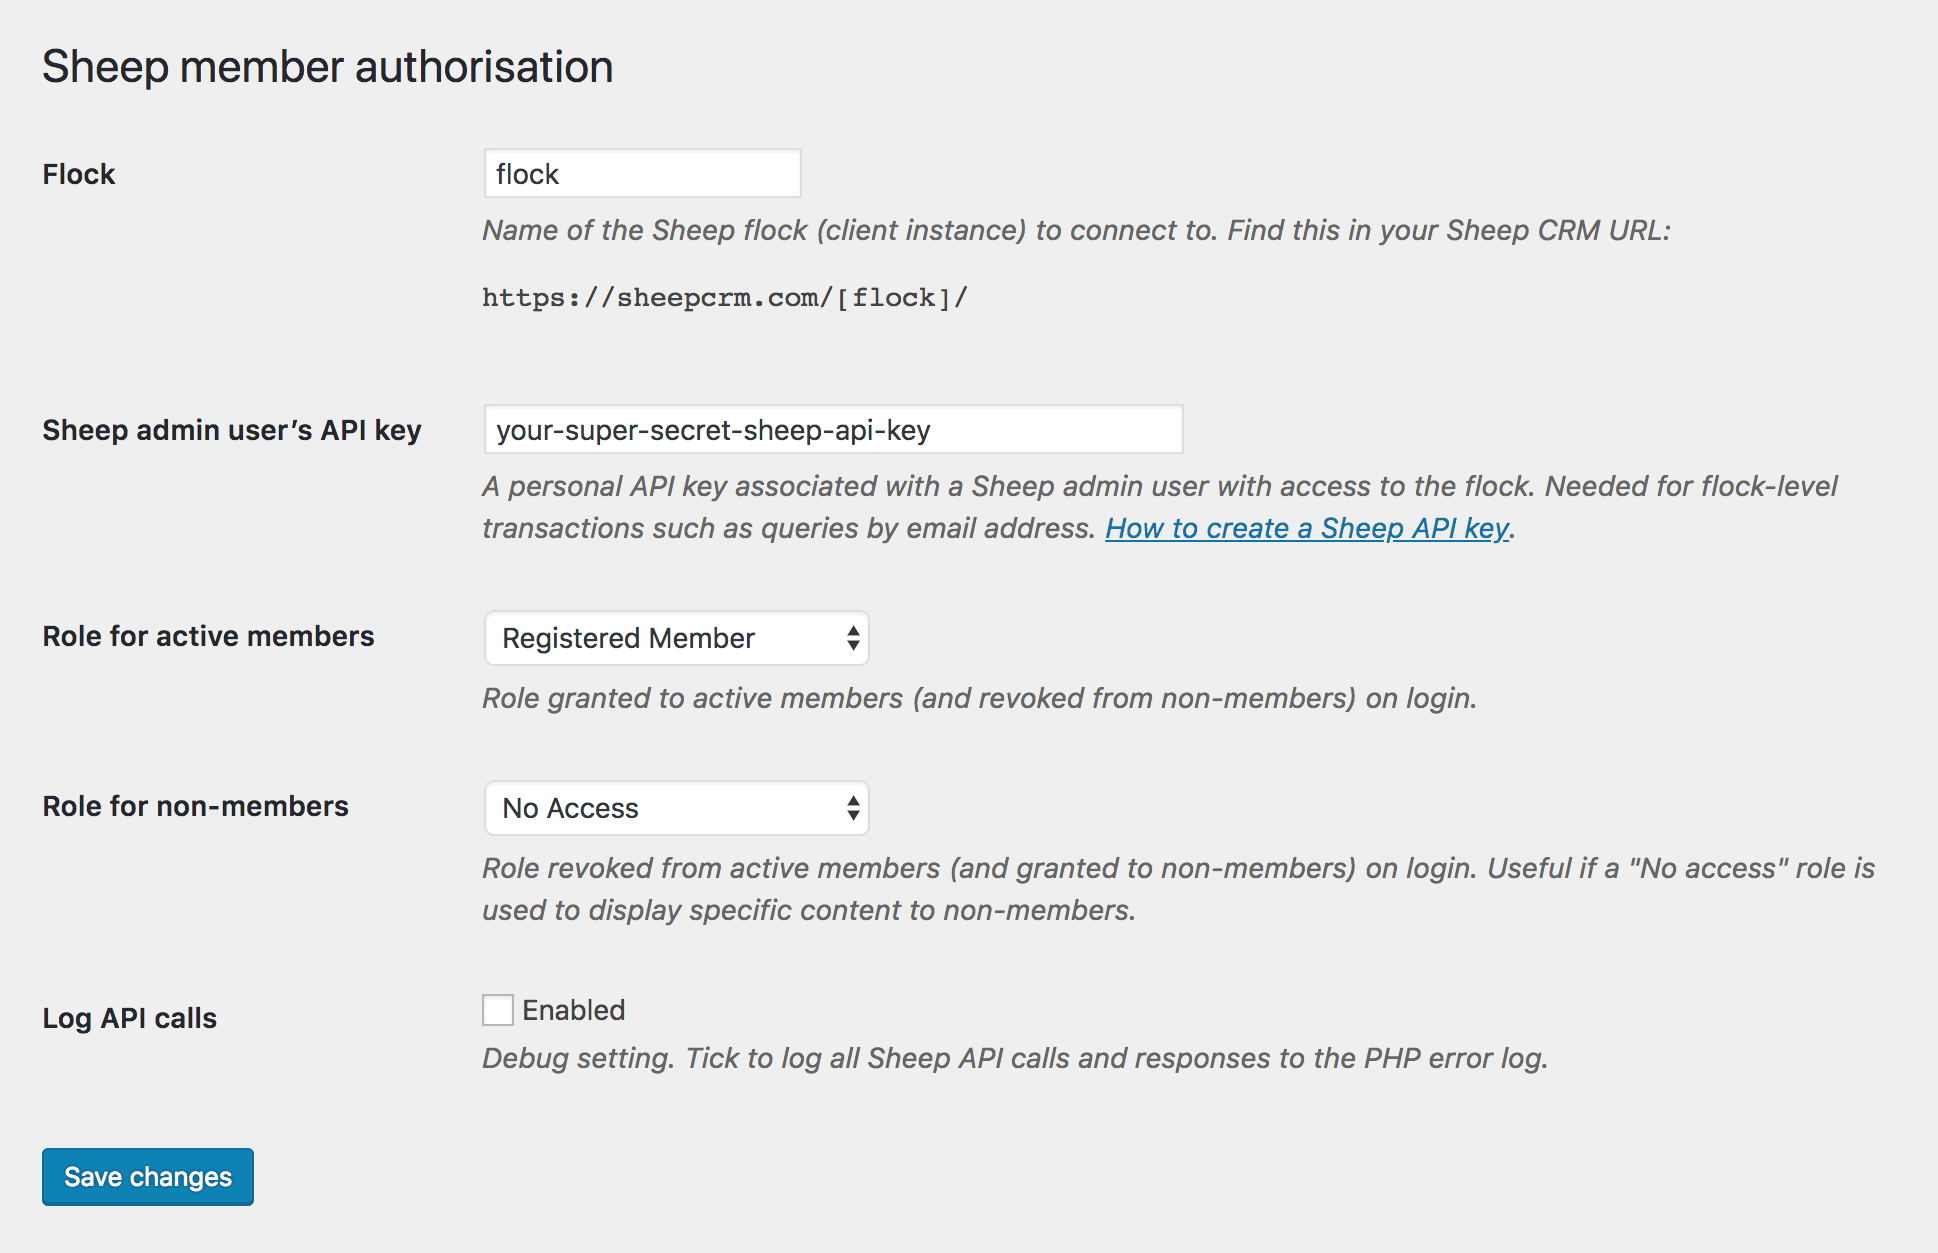 Sheep member authorisation
Flock
flock
Name of the Sheep flock (client instance) to connect to. Find this in your Sheep CRM URL:
https://sheepcrm.com/[flock]/
Sheep admin user’s API key
your-super-secret-sheep-api-key
A personal API key associated with a Sheep admin user with access to the flock. Needed for flock-level
transactions such as queries by email address. How to create a Sheep API key.
Role for active members
Registered Member
Role granted to active members (and revoked from non-members) on login.
Role for non-members
No Access
Role revoked from active members (and granted to non-members) on login. Useful if a "No access" role is
used to display specific content to non-members.
Log API calls
Enabled
Debug setting. Tick to log all Sheep API calls and responses to the PHP error log.
Save changes